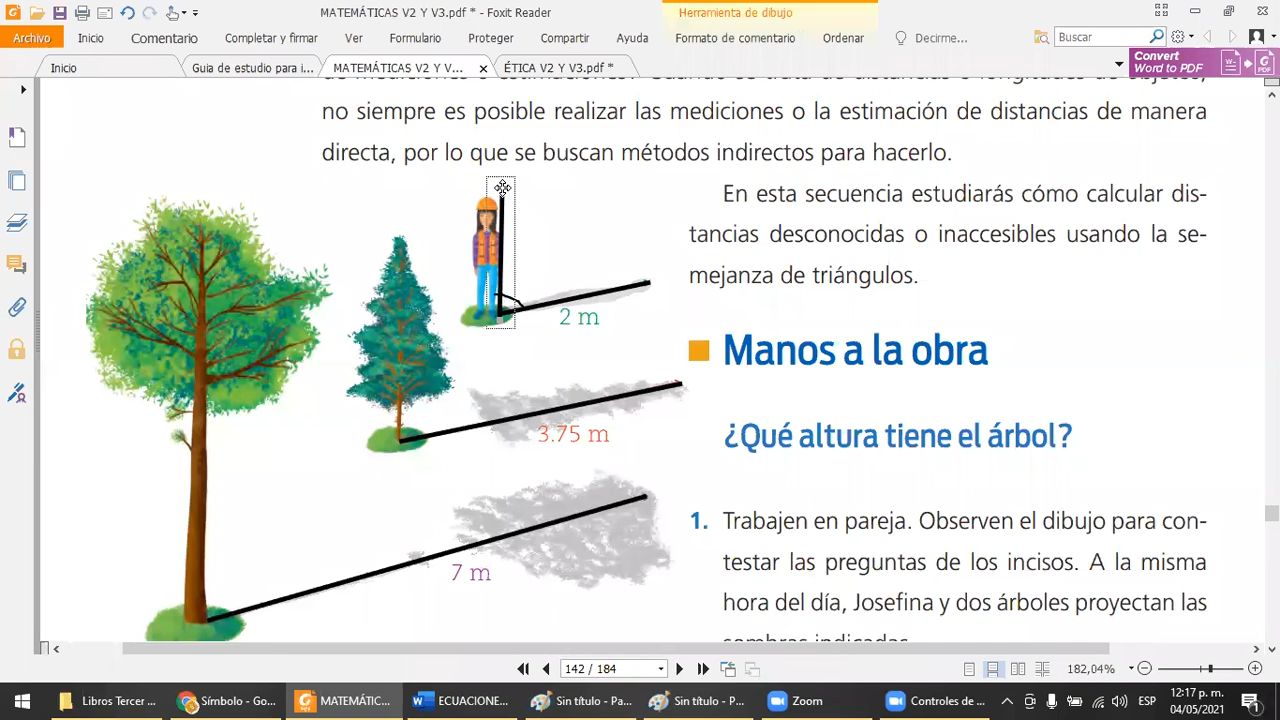 MATEMÁTICAS V2 Y V3.pdf * - Foxit Reader
Herramienta de dibujo
Archivo
Inicio
Comentario
Completar y firmar
Ver
Formulario
Proteger
Compartir
Ayuda
Formato de comentario
Ordenar
Decirme...
Buscar
Inicio
Guia de estudio para i...
MATEMÁTICAS V2 Y V...
ÉTICA V2 Y V3.pdf *
Convert
Word to PDF
no siempre es posible realizar las mediciones o la estimación de distancias de manera
directa, por lo que se buscan métodos indirectos para hacerlo.
En esta secuencia estudiarás cómo calcular dis-
tancias desconocidas o inaccesibles usando la se-
mejanza de triángulos.
2 m
Manos a la obra
3.75 m
¿Qué altura tiene el árbol?
7 m
1. Trabajen en pareja. Observen el dibujo para con-
testar las preguntas de los incisos. A la misma
hora del día, Josefina y dos árboles proyectan las
sombras indicadas
142 / 184
182,04%
Libros Tercer ...
Símbolo - Go...
MATEMÁTIC...
ECUACIONE...
Sin título - Pa...
Sin título - P...
Zoom
Controles de ...
ESP
12:17 p. m.
04/05/2021